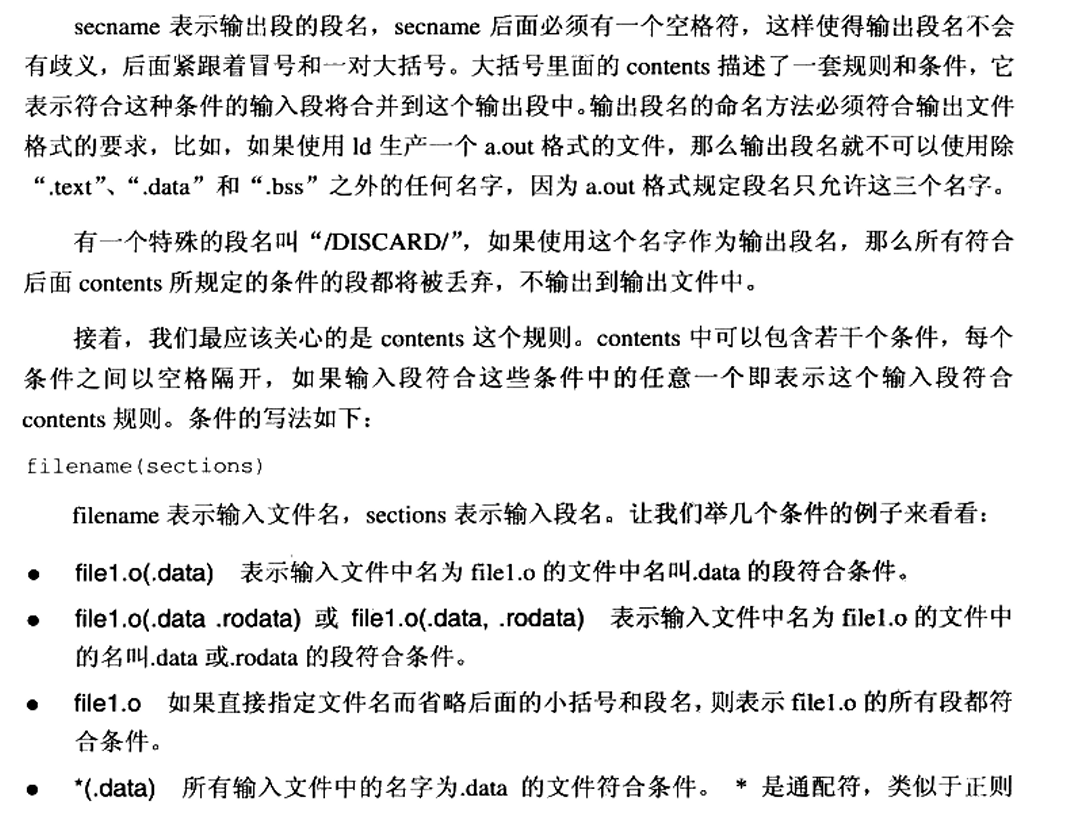 secname 表示输出段的段名，secname 后面必须有一个空格符，这样使得输出段名不会
有歧义，后面紧跟着冒号和一对大括号。大括号里面的 contents 描述了一套规则和条件，它
表示符合这种条件的输入段将合并到这个输出段中。输出段名的命名方法必须符合输出文件
格式的要求，比如，如果使用 ld 生产一个 a.out 格式的文件，那么输出段名就不可以使用除
“.text”、“.data” 和 “.bss” 之外的任何名字，因为 a.out 格式规定段名只允许这三个名字。
有一个特殊的段名叫 “/DISCARD/”，如果使用这个名字作为输出段名，那么所有符合
后面 contents 所规定的条件的段都将被丢弃，不输出到输出文件中。
接着，我们最应该关心的是 contents 这个规则。contents 中可以包含若干个条件，每个
条件之间以空格隔开，如果输入段符合这些条件中的任意一个即表示这个输入段符合
contents 规则。条件的写法如下：
filename(sections)
filename 表示输入文件名，sections 表示输入段名。让我们举几个条件的例子来看看：
● file1.o(.data) 表示输入文件中名为 file1.o 的文件中名叫.data 的段符合条件。
● file1.o(.data .rodata) 或 file1.o(.data, .rodata) 表示输入文件中名为 file1.o 的文件中
的名叫.data 或.rodata 的段符合条件。
● file1.o 如果直接指定文件名而省略后面的小括号和段名，则表示 file1.o 的所有段都符
合条件。
● *(.data) 所有输入文件中的名字为.data 的文件符合条件。 * 是通配符，类似于正则